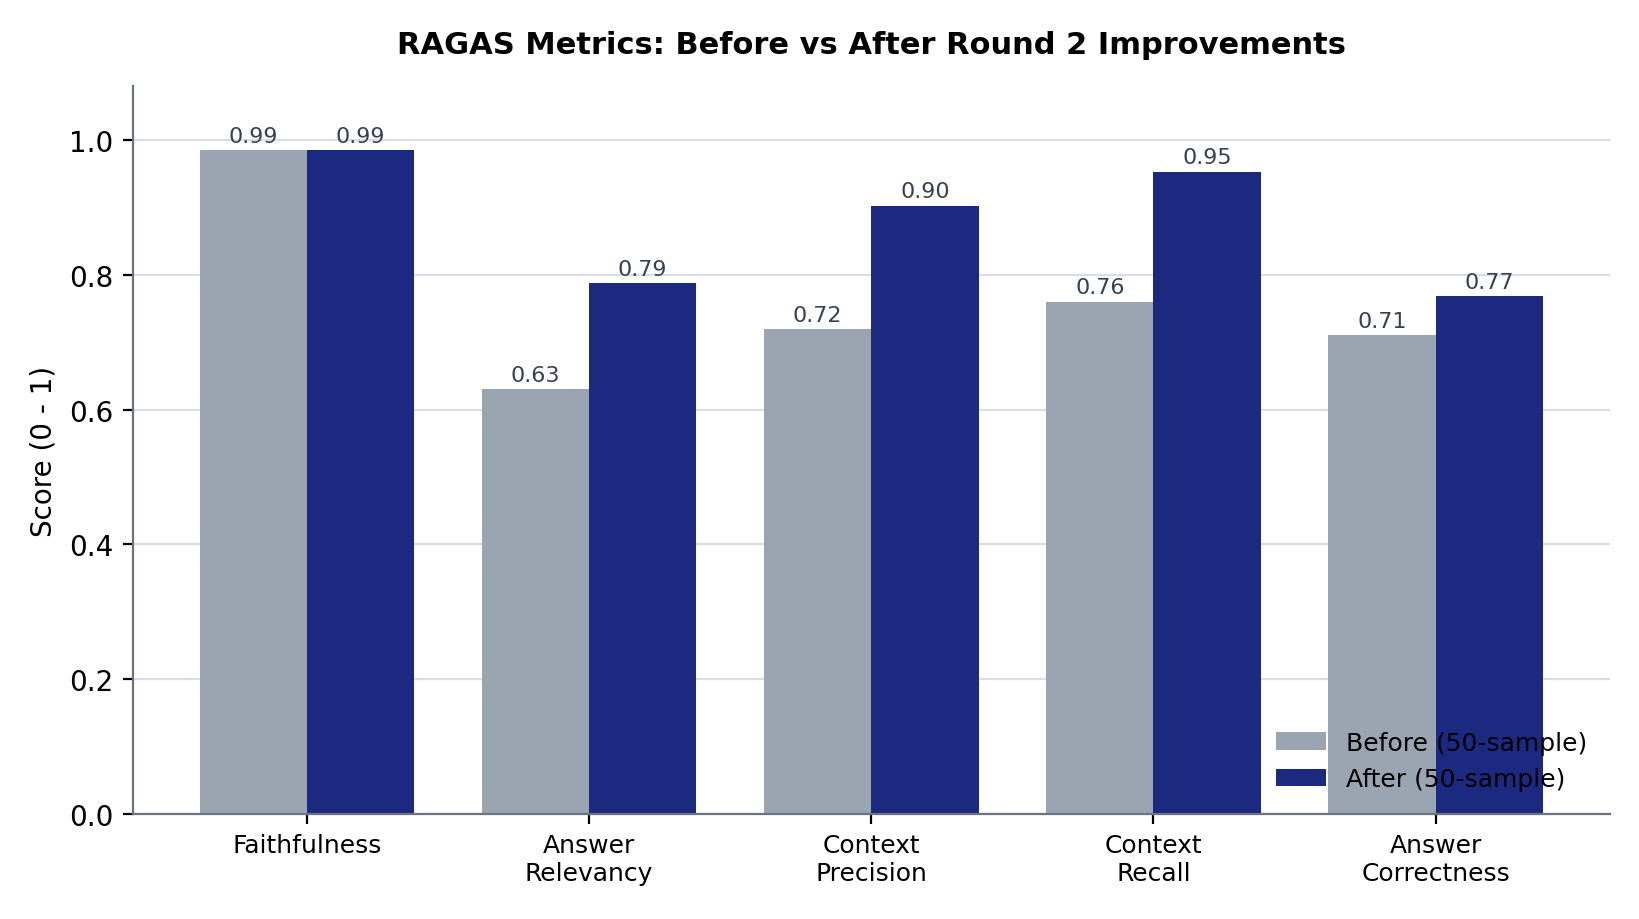 RAGAS Metrics: Before vs After Round 2 Improvements
Score (0 - 1)
1.0
0.8
0.6
0.4
0.2
0.0
0.99 0.99
0.63 0.79
0.72 0.90
0.76 0.95
0.71 0.77
Faithfulness
Answer
Relevancy
Context
Precision
Context
Recall
Answer
Correctness
Before (50-sample)
After (50-sample)